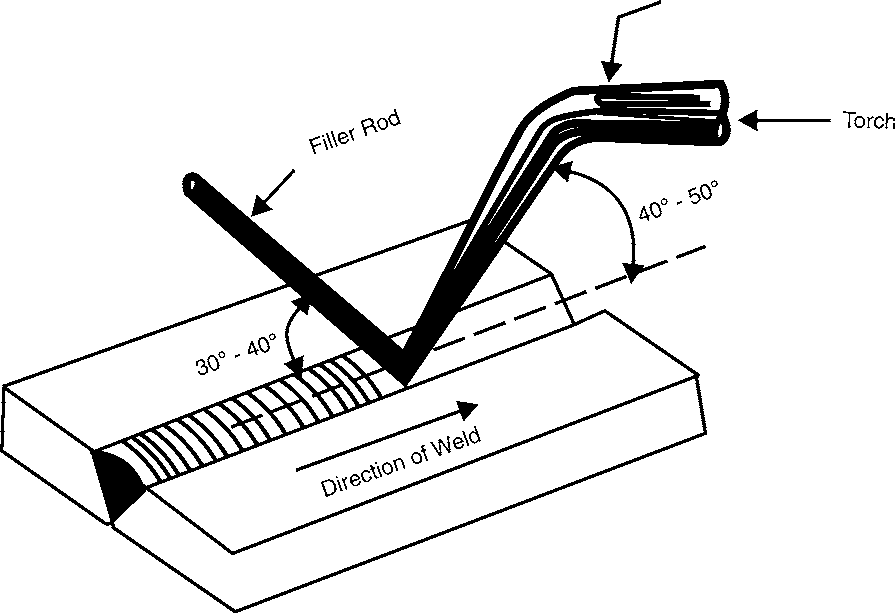 Filler Rod
Torch
40° - 50°
30° - 40°
Direction of Weld